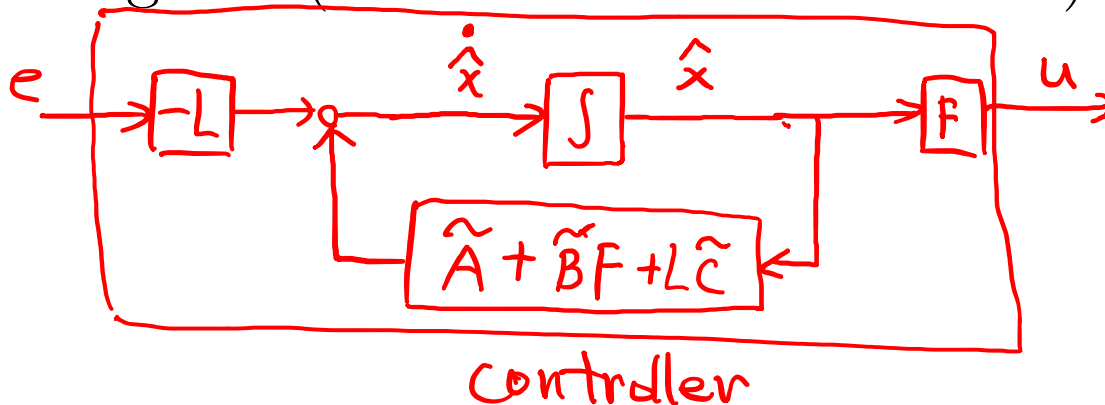 e -L x̂̇ ∫ x̂ F u
Ã + B̃F + LC̃
controller